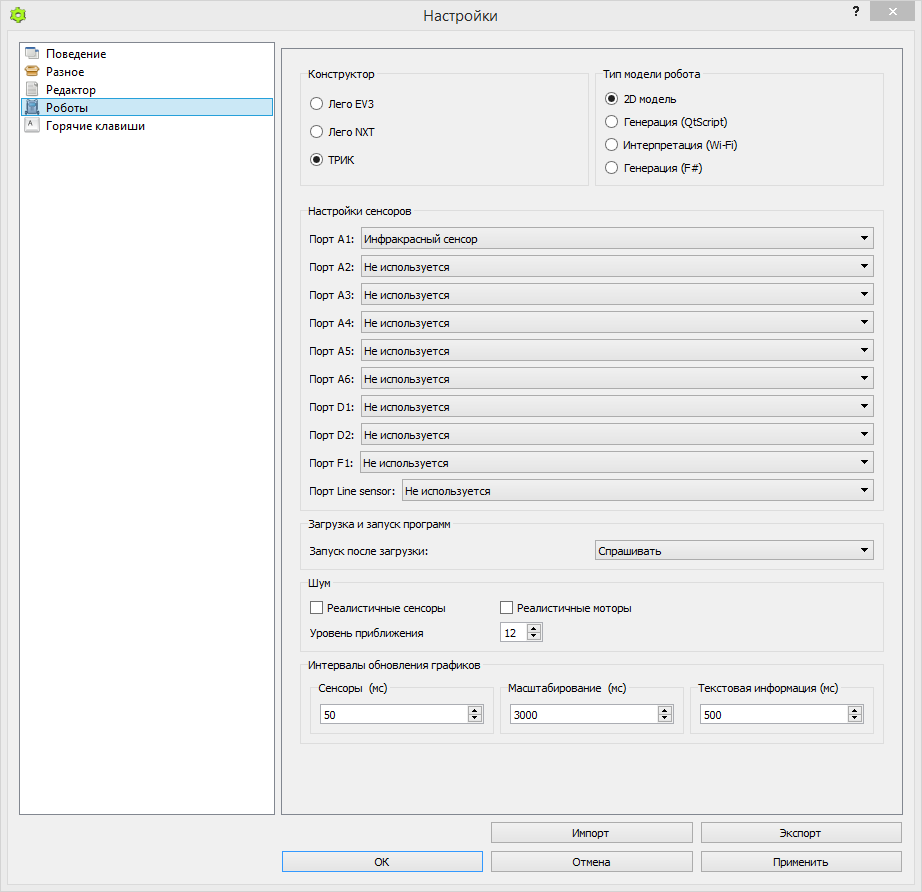 Настройки
?
Поведение
Разное
Редактор
Роботы
Горячие клавиши
Конструктор
Лего EV3
Лего NXT
ТРИК
Тип модели робота
2D модель
Генерация (QtScript)
Интерпретация (Wi-Fi)
Генерация (F#)
Настройки сенсоров
Порт A1: Инфракрасный сенсор
Порт A2: Не используется
Порт A3: Не используется
Порт A4: Не используется
Порт A5: Не используется
Порт A6: Не используется
Порт D1: Не используется
Порт D2: Не используется
Порт F1: Не используется
Порт Line sensor: Не используется
Загрузка и запуск программ
Запуск после загрузки: Спрашивать
Шум
Реалистичные сенсоры Реалистичные моторы
Уровень приближения 12
Интервалы обновления графиков
Сенсоры (мс) Масштабирование (мс) Текстовая информация (мс)
50 3000 500
Импорт Экспорт
OK Отмена Применить